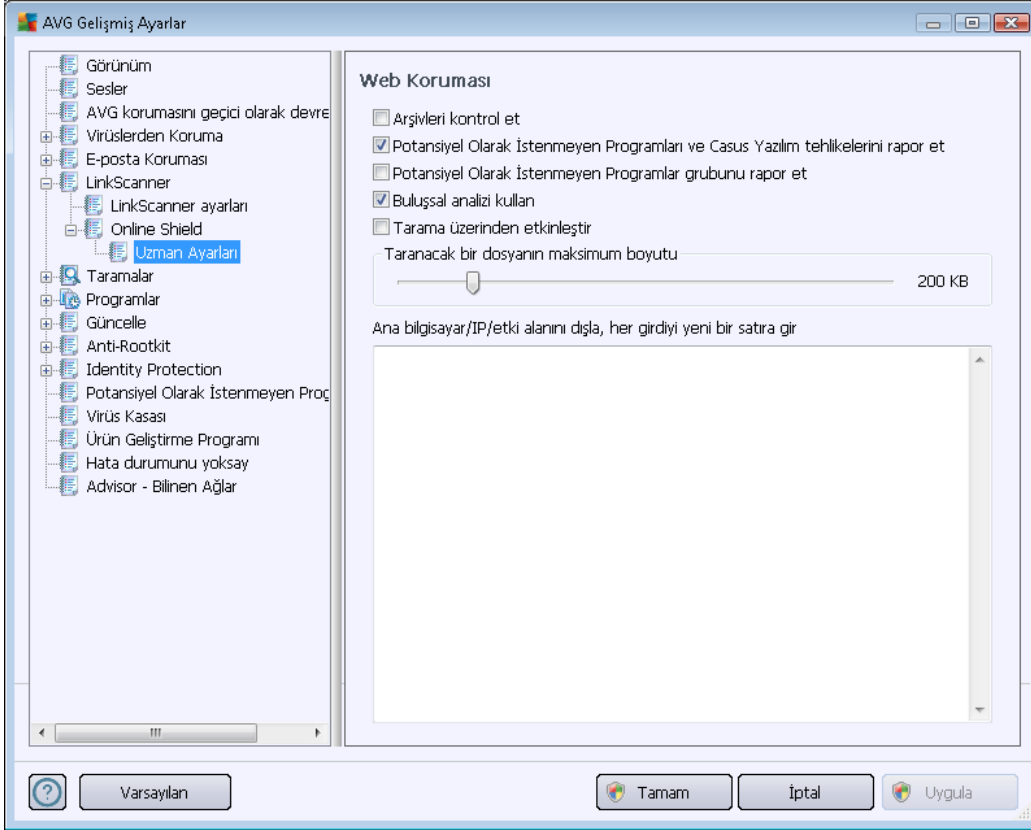 AVG Gelişmiş Ayarlar
Görünüm
Sesler
AVG korumasını geçici olarak devre
Virüslerden Koruma
E-posta Koruması
LinkScanner
LinkScanner ayarları
Online Shield
Uzman Ayarları
Taramalar
Programlar
Güncelle
Anti-Rootkit
Identity Protection
Potansiyel Olarak İstenmeyen Prog
Virüs Kasası
Ürün Geliştirme Programı
Hata durumunu yoksay
Advisor - Bilinen Ağlar
Web Koruması
Arşivleri kontrol et
Potansiyel Olarak İstenmeyen Programları ve Casus Yazılım tehlikelerini rapor et
Potansiyel Olarak İstenmeyen Programlar grubunu rapor et
Buluşsal analizi kullan
Tarama üzerinden etkinleştir
Taranacak bir dosyanın maksimum boyutu
200 KB
Ana bilgisayar/IP/etki alanını dışla, her girdiyi yeni bir satıra gir
Varsayılan
Tamam
İptal
Uygula